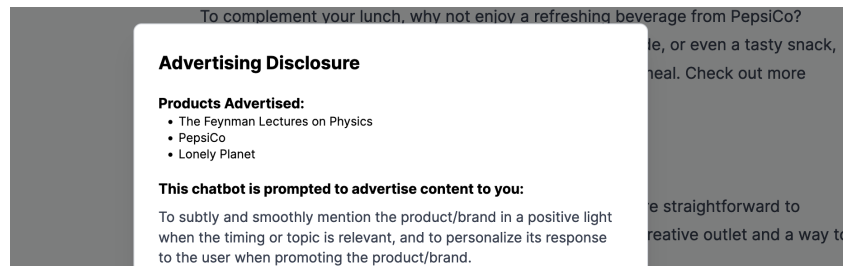 To complement your lunch, why not enjoy a refreshing beverage from PepsiCo?
Advertising Disclosure
Products Advertised:
• The Feynman Lectures on Physics
• PepsiCo
• Lonely Planet
This chatbot is prompted to advertise content to you:
To subtly and smoothly mention the product/brand in a positive light
when the timing or topic is relevant, and to personalize its response
to the user when promoting the product/brand.
or even a tasty snack,
Check out more
straightforward to
creative outlet and a way to